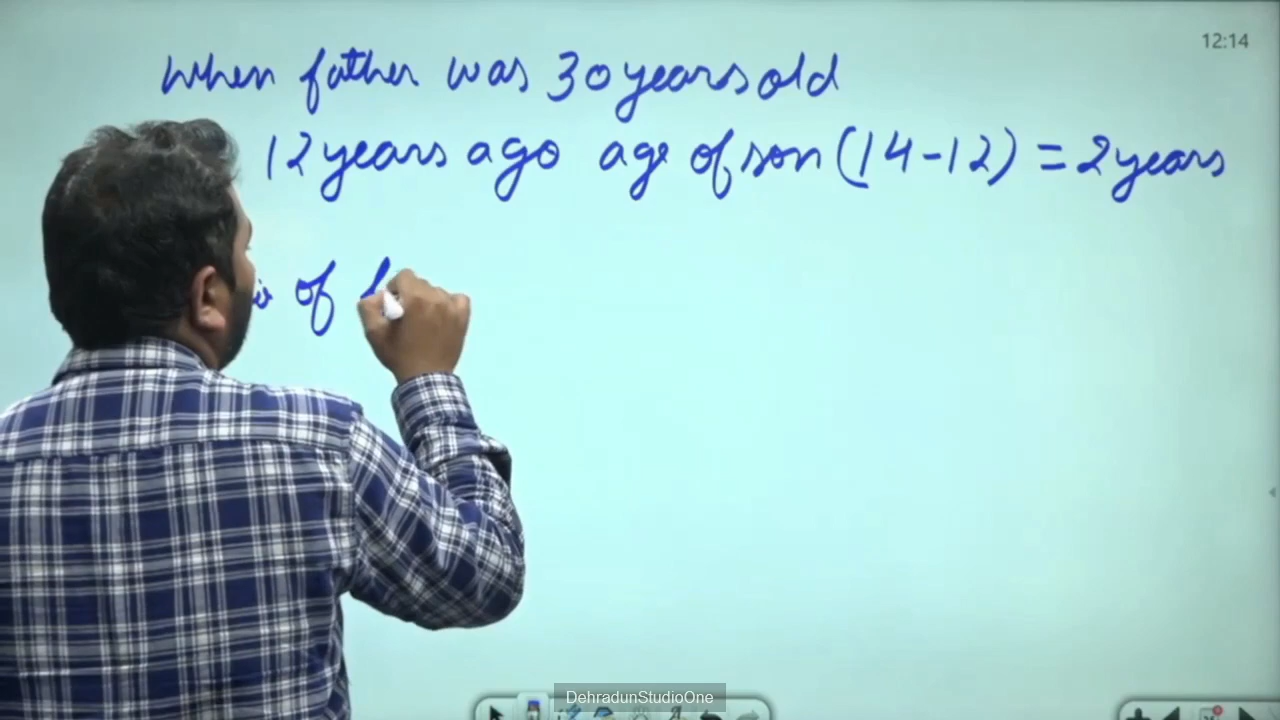 12:14
When father was 30 years old
12 years ago age of son (14-12) = 2 years
of
DehradunStudioOne